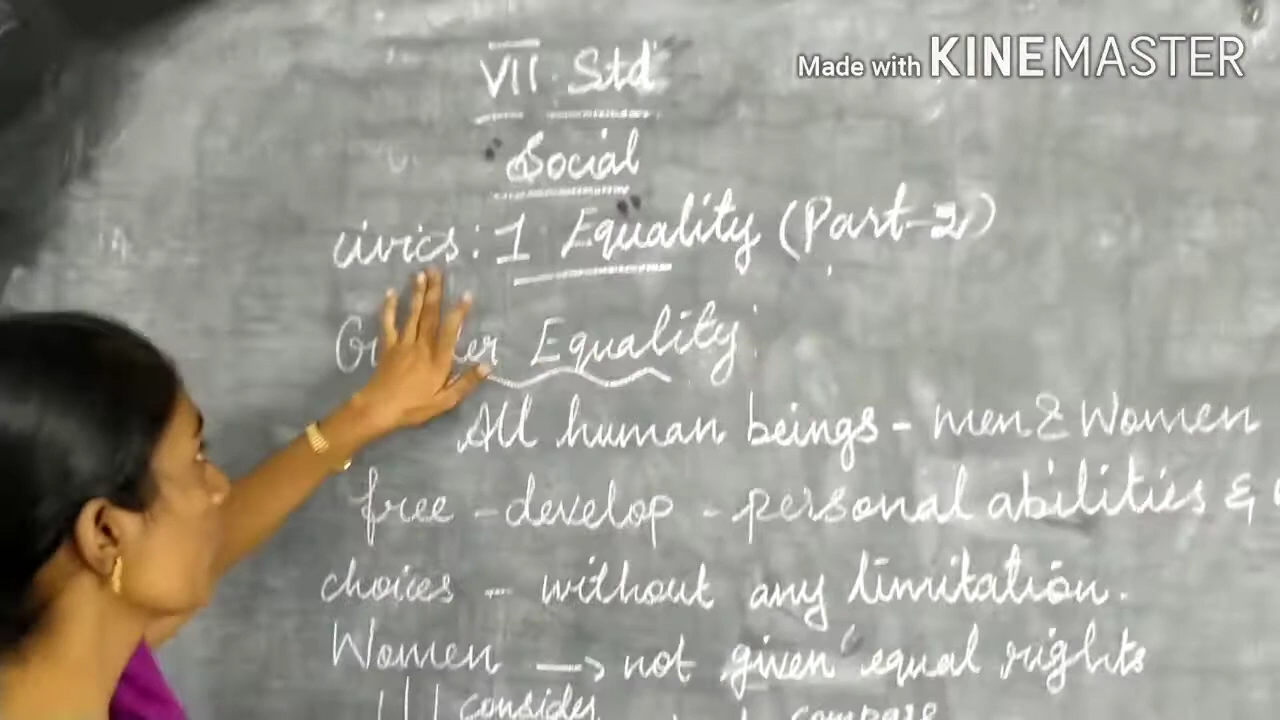 Made with KINEMASTER
VII Std
Social
civics: 1 Equality (Part-2)
Equality:
All human beings - men & Women
free - develop - personal abilities &
choices - without any limitation.
Women → not given equal rights
consider compare